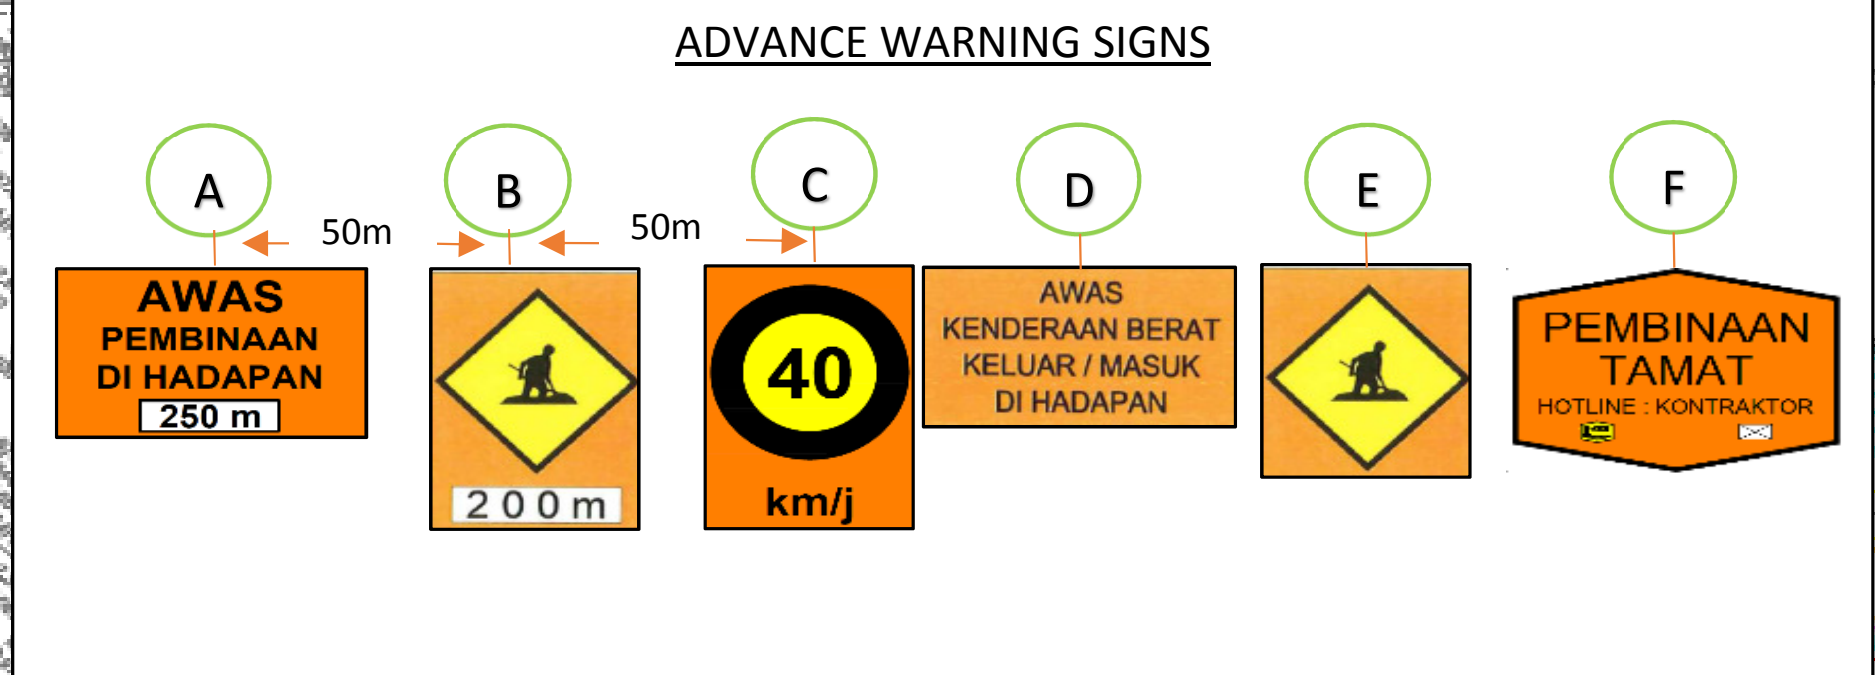 ADVANCE WARNING SIGNS
A
B
C
D
E
F
50m
50m
AWAS
PEMBINAAN
DI HADAPAN
250 m
200m
40
km/j
AWAS
KENDERAAN BERAT
KELUAR / MASUK
DI HADAPAN
PEMBINAAN
TAMAT
HOTLINE : KONTRAKTOR